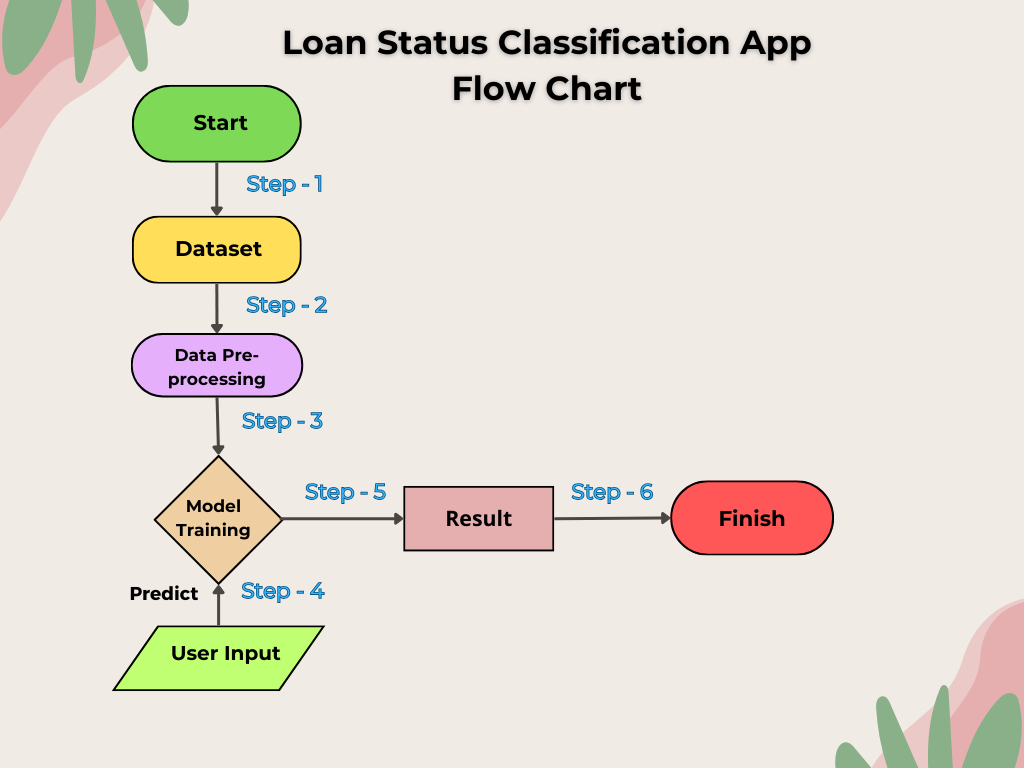 Loan Status Classification App
Flow Chart
Start
Step - 1
Dataset
Step - 2
Data Pre-
processing
Step - 3
Model
Training
Step - 5
Result
Step - 6
Finish
Predict
Step - 4
User Input